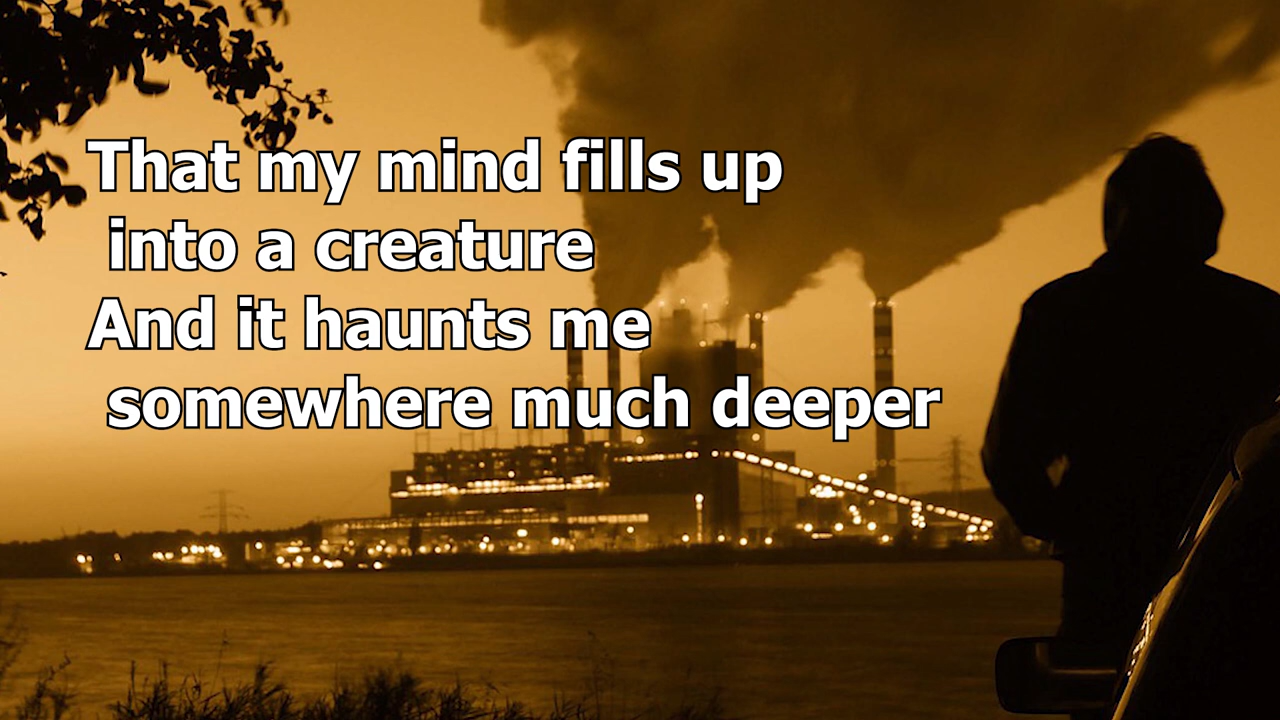 That my mind fills up
into a creature
And it haunts me
somewhere much deeper